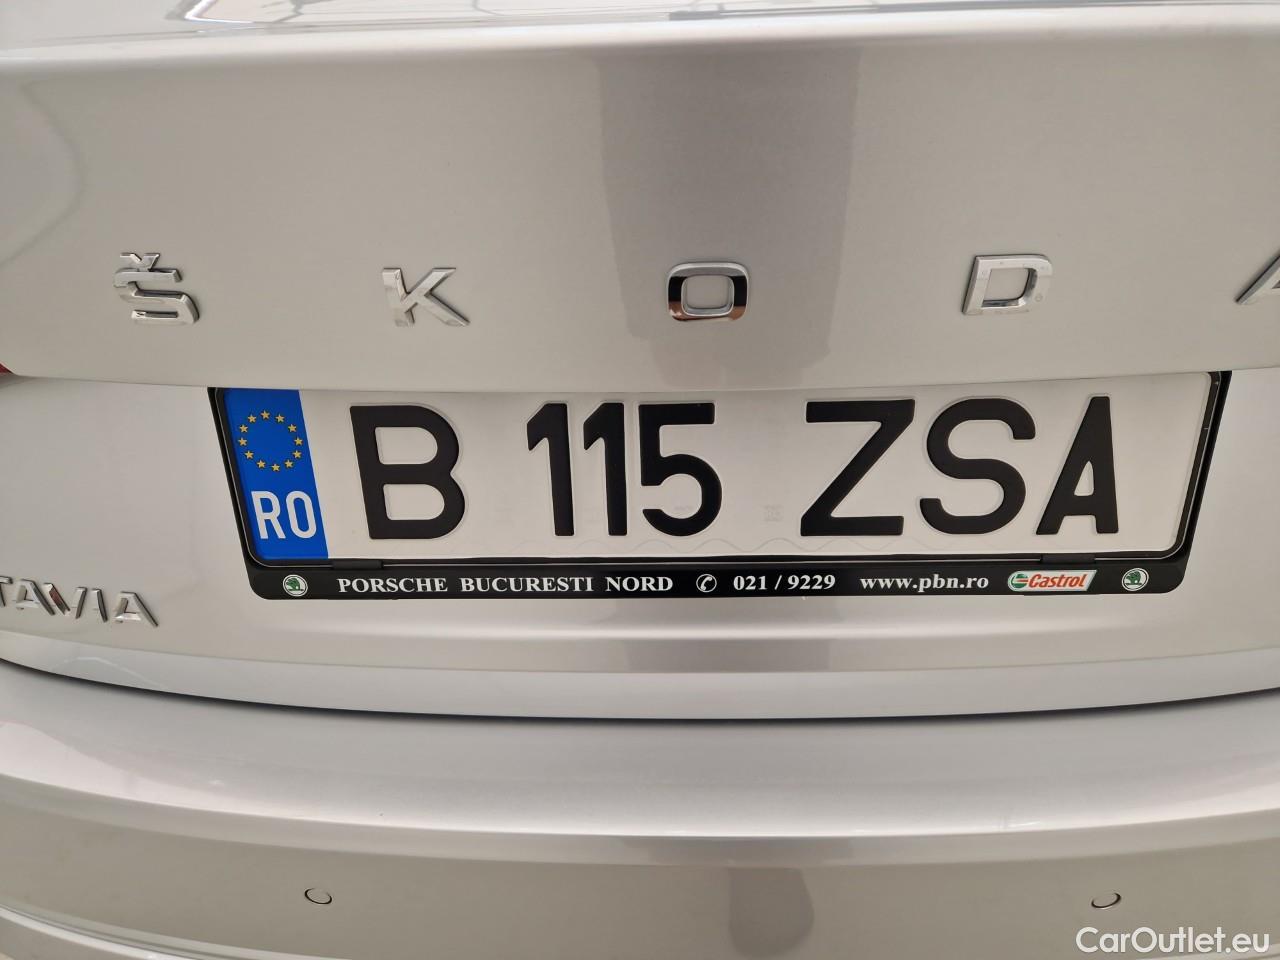 ŠKODA
RO B 115 ZSA
TAVIA
PORSCHE BUCURESTI NORD ✆ 021 / 9229 www.pbn.ro Castrol
CarOutlet.eu